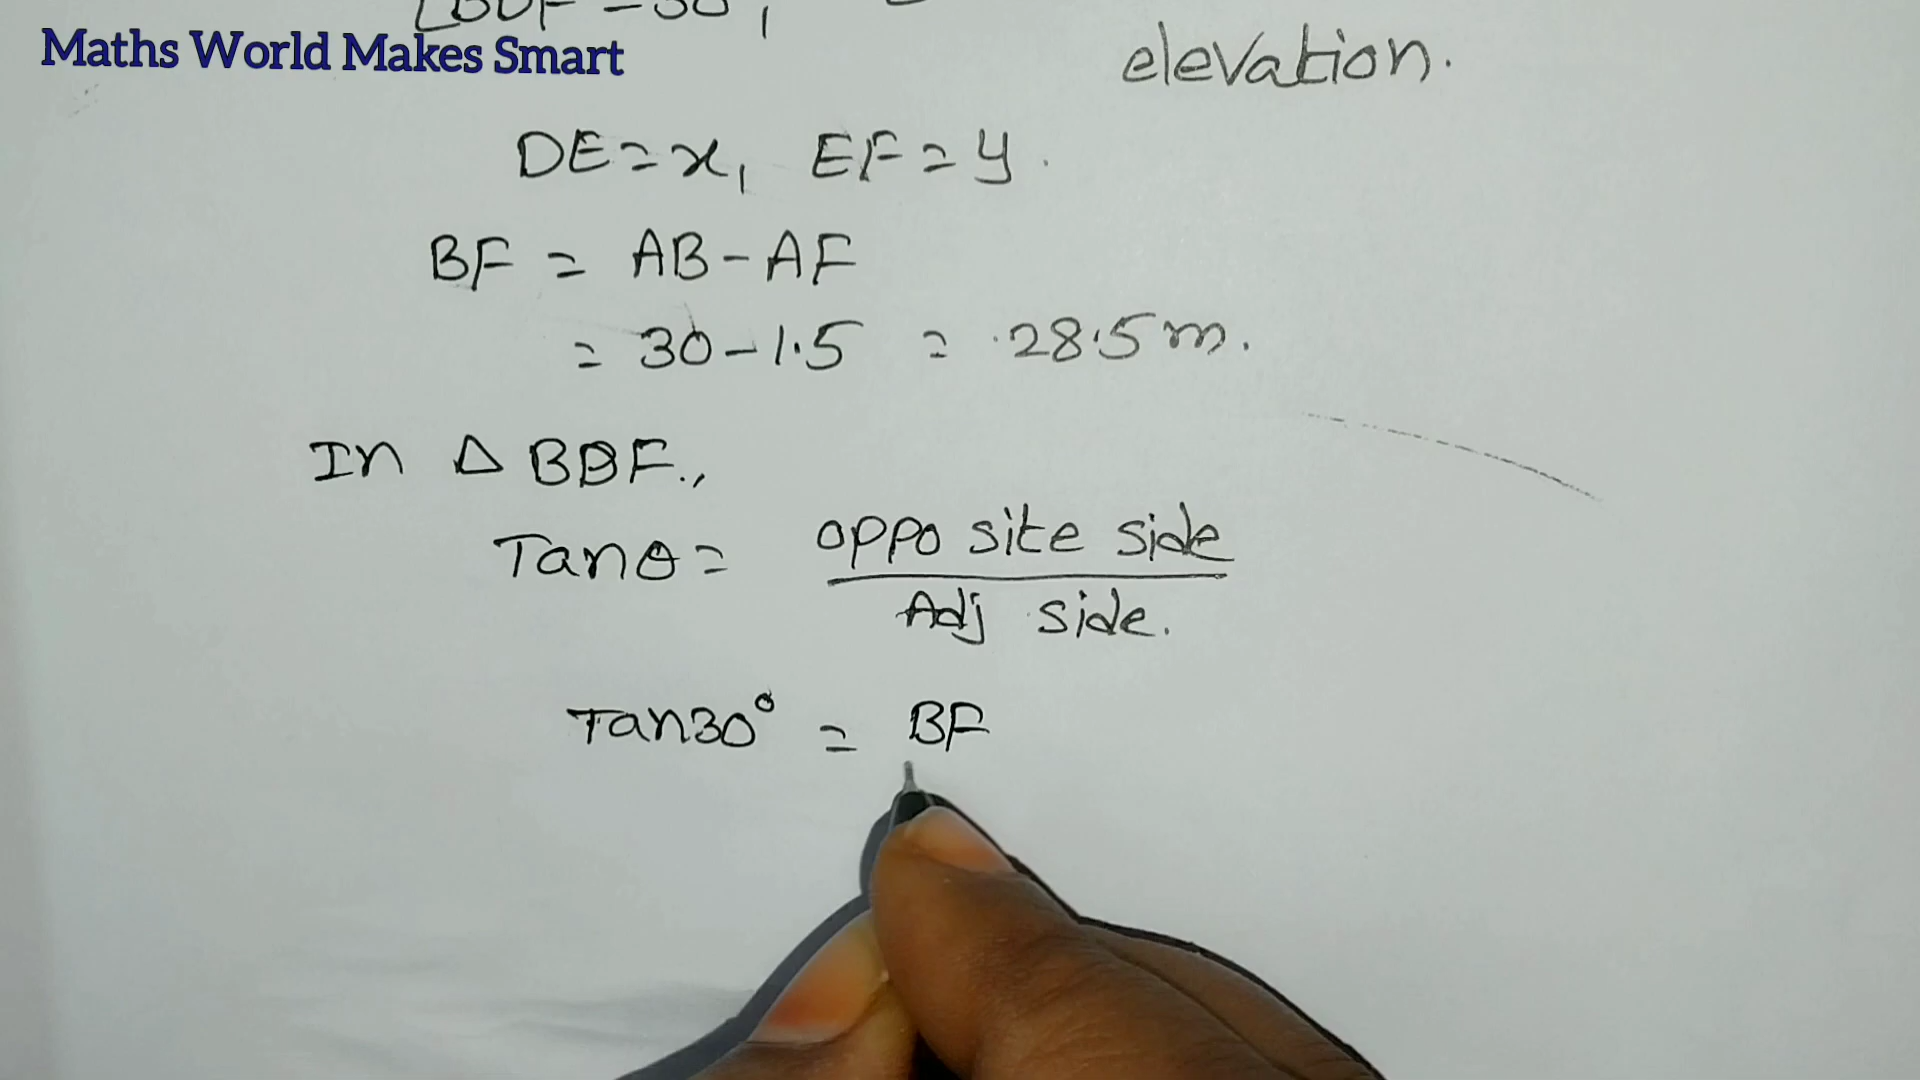 Maths World Makes Smart
elevation.
DE = x, EF = y.
BF = AB - AF
= 30 - 1.5 = 28.5 m.
In Δ BDF.,
Tanθ = opposite side
Adj side.
Tan30° = BF